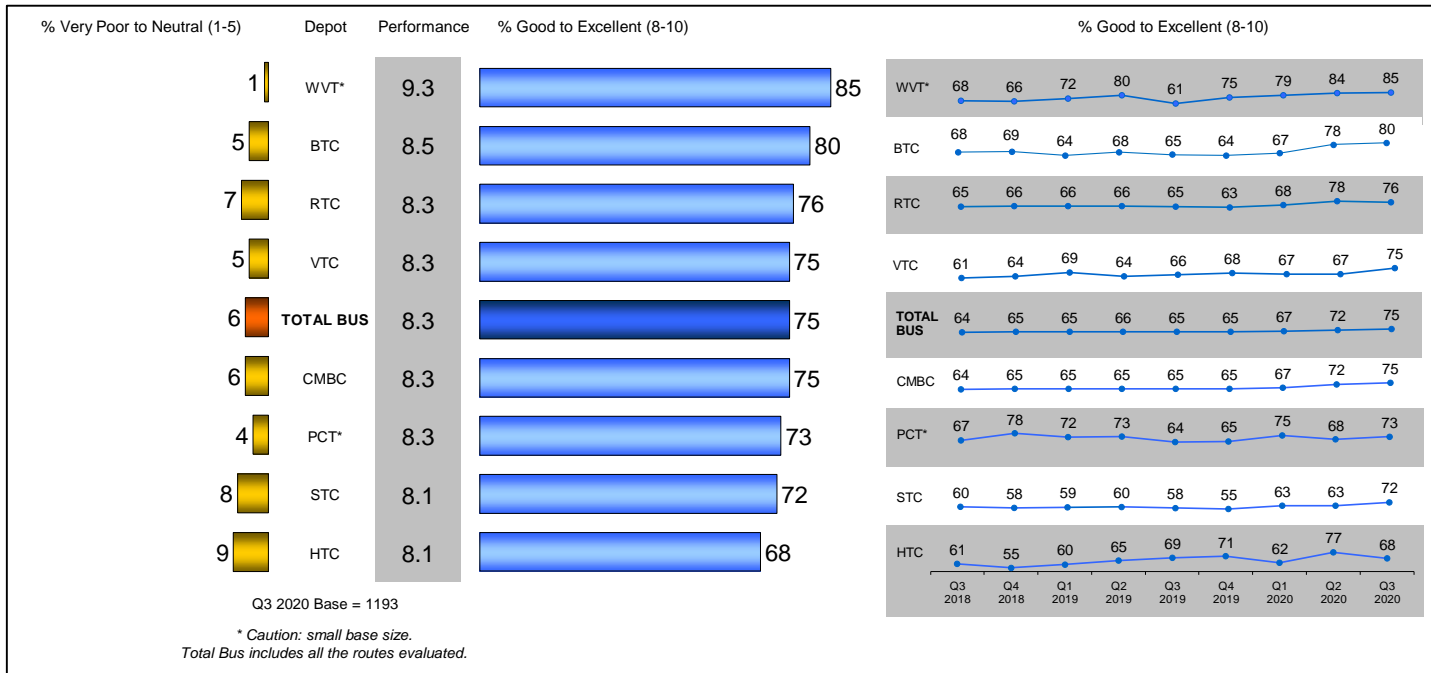 % Very Poor to Neutral (1-5) Depot Performance % Good to Excellent (8-10)
1 WVT* 9.3 85
5 BTC 8.5 80
7 RTC 8.3 76
5 VTC 8.3 75
6 TOTAL BUS 8.3 75
6 CMBC 8.3 75
4 PCT* 8.3 73
8 STC 8.1 72
9 HTC 8.1 68
Q3 2020 Base = 1193
* Caution: small base size.
Total Bus includes all the routes evaluated.
% Good to Excellent (8-10)
WVT* 68 66 72 80 61 75 79 84 85
BTC 68 69 64 68 65 64 67 78 80
RTC 65 66 66 66 65 63 68 78 76
VTC 61 64 69 64 66 68 67 67 75
TOTAL
BUS 64 65 65 66 65 65 67 72 75
CMBC 64 65 65 65 65 65 67 72 75
PCT* 67 78 72 73 64 65 75 68 73
STC 60 58 59 60 58 55 63 63 72
HTC 61 55 60 65 69 71 62 77 68
Q3 Q4 Q1 Q2 Q3 Q4 Q1 Q2 Q3
2018 2018 2019 2019 2019 2019 2020 2020 2020